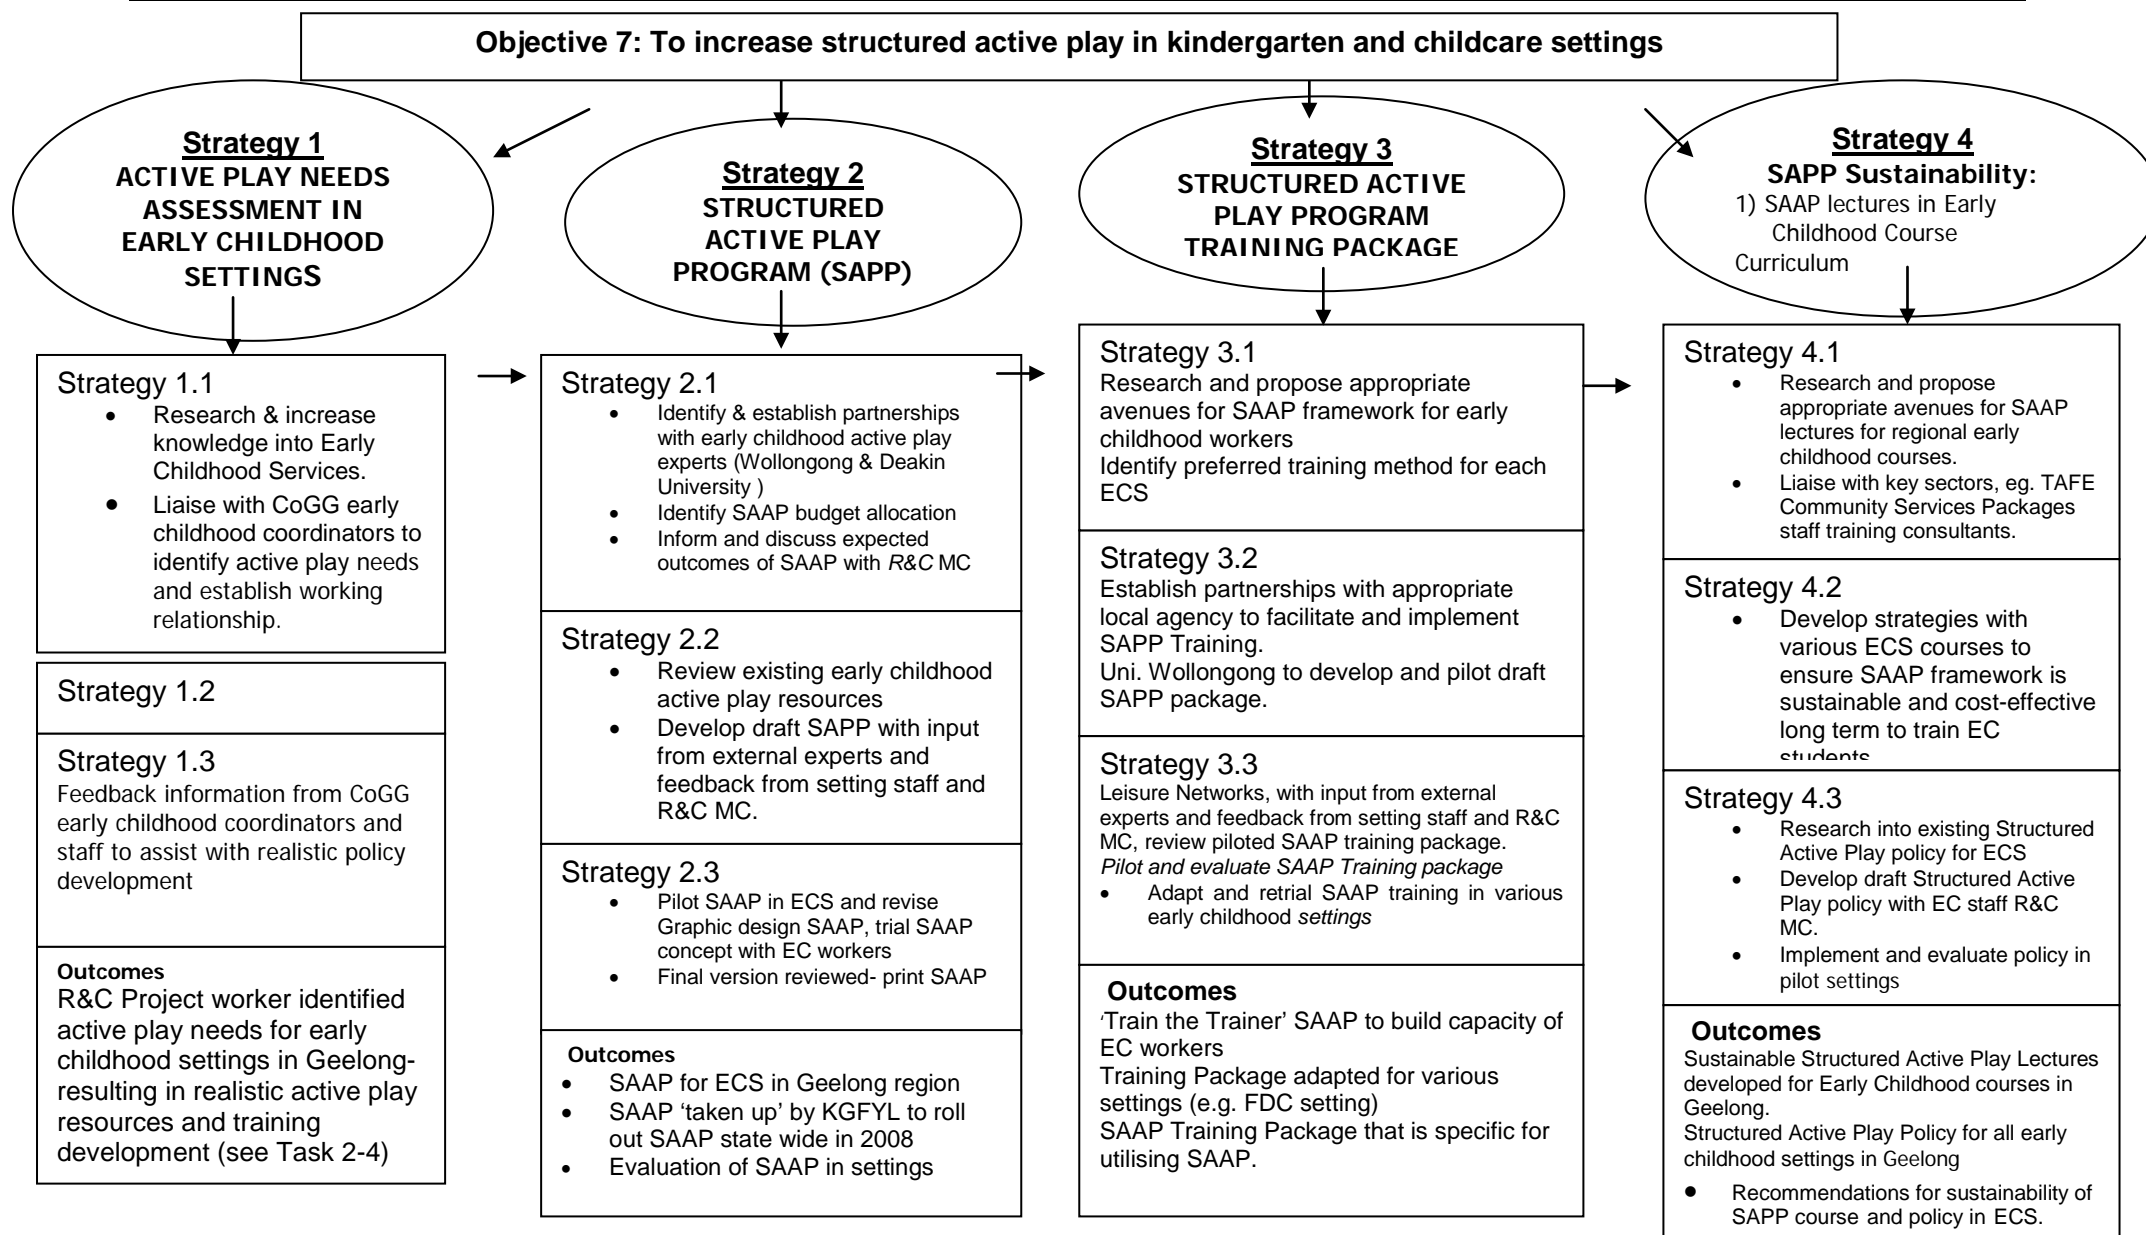 Objective 7: To increase structured active play in kindergarten and childcare settings
Strategy 1
ACTIVE PLAY NEEDS
ASSESSMENT IN
EARLY CHILDHOOD
SETTINGS
Strategy 2
STRUCTURED
ACTIVE PLAY
PROGRAM (SAPP)
Strategy 3
STRUCTURED ACTIVE
PLAY PROGRAM
TRAINING PACKAGE
Strategy 4
SAPP Sustainability:
1) SAAP lectures in Early
Childhood Course
Curriculum
Strategy 1.1
• Research & increase
knowledge into Early
Childhood Services.
• Liaise with CoGG early
childhood coordinators to
identify active play needs
and establish working
relationship.
Strategy 1.2
Strategy 1.3
Feedback information from CoGG
early childhood coordinators and
staff to assist with realistic policy
development
Outcomes
R&C Project worker identified
active play needs for early
childhood settings in Geelong-
resulting in realistic active play
resources and training
development (see Task 2-4)
Strategy 2.1
• Identify & establish partnerships
with early childhood active play
experts (Wollongong & Deakin
University )
• Identify SAAP budget allocation
• Inform and discuss expected
outcomes of SAAP with R&C MC
Strategy 2.2
• Review existing early childhood
active play resources
• Develop draft SAPP with input
from external experts and
feedback from setting staff and
R&C MC.
Strategy 2.3
• Pilot SAAP in ECS and revise
Graphic design SAAP, trial SAAP
concept with EC workers
• Final version reviewed- print SAAP
Outcomes
• SAAP for ECS in Geelong region
• SAAP ‘taken up’ by KGFYL to roll
out SAAP state wide in 2008
• Evaluation of SAAP in settings
Strategy 3.1
Research and propose appropriate
avenues for SAAP framework for early
childhood workers
Identify preferred training method for each
ECS
Strategy 3.2
Establish partnerships with appropriate
local agency to facilitate and implement
SAPP Training.
Uni. Wollongong to develop and pilot draft
SAPP package.
Strategy 3.3
Leisure Networks, with input from external
experts and feedback from setting staff and R&C
MC, review piloted SAAP training package.
Pilot and evaluate SAAP Training package
• Adapt and retrial SAAP training in various
early childhood settings
Outcomes
‘Train the Trainer’ SAAP to build capacity of
EC workers
Training Package adapted for various
settings (e.g. FDC setting)
SAAP Training Package that is specific for
utilising SAAP.
Strategy 4.1
• Research and propose
appropriate avenues for SAAP
lectures for regional early
childhood courses.
• Liaise with key sectors, eg. TAFE
Community Services Packages
staff training consultants.
Strategy 4.2
• Develop strategies with
various ECS courses to
ensure SAAP framework is
sustainable and cost-effective
long term to train EC
students
Strategy 4.3
• Research into existing Structured
Active Play policy for ECS
• Develop draft Structured Active
Play policy with EC staff R&C
MC.
• Implement and evaluate policy in
pilot settings
Outcomes
Sustainable Structured Active Play Lectures
developed for Early Childhood courses in
Geelong.
Structured Active Play Policy for all early
childhood settings in Geelong
• Recommendations for sustainability of
SAPP course and policy in ECS.